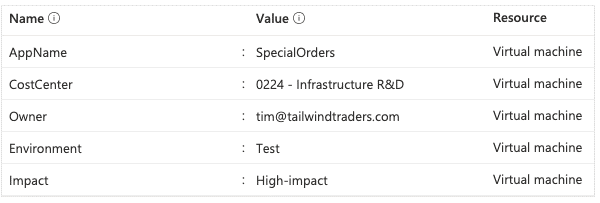 Name Value Resource
AppName : SpecialOrders Virtual machine
CostCenter : 0224 - Infrastructure R&D Virtual machine
Owner : tim@tailwindtraders.com Virtual machine
Environment : Test Virtual machine
Impact : High-impact Virtual machine